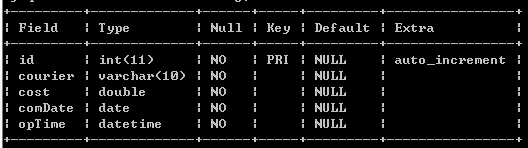 Field | Type | Null | Key | Default | Extra
id | int(11) | NO | PRI | NULL | auto_increment
courier | varchar(10) | NO | | NULL |
cost | double | NO | | NULL |
comDate | date | NO | | NULL |
opTime | datetime | NO | | NULL |